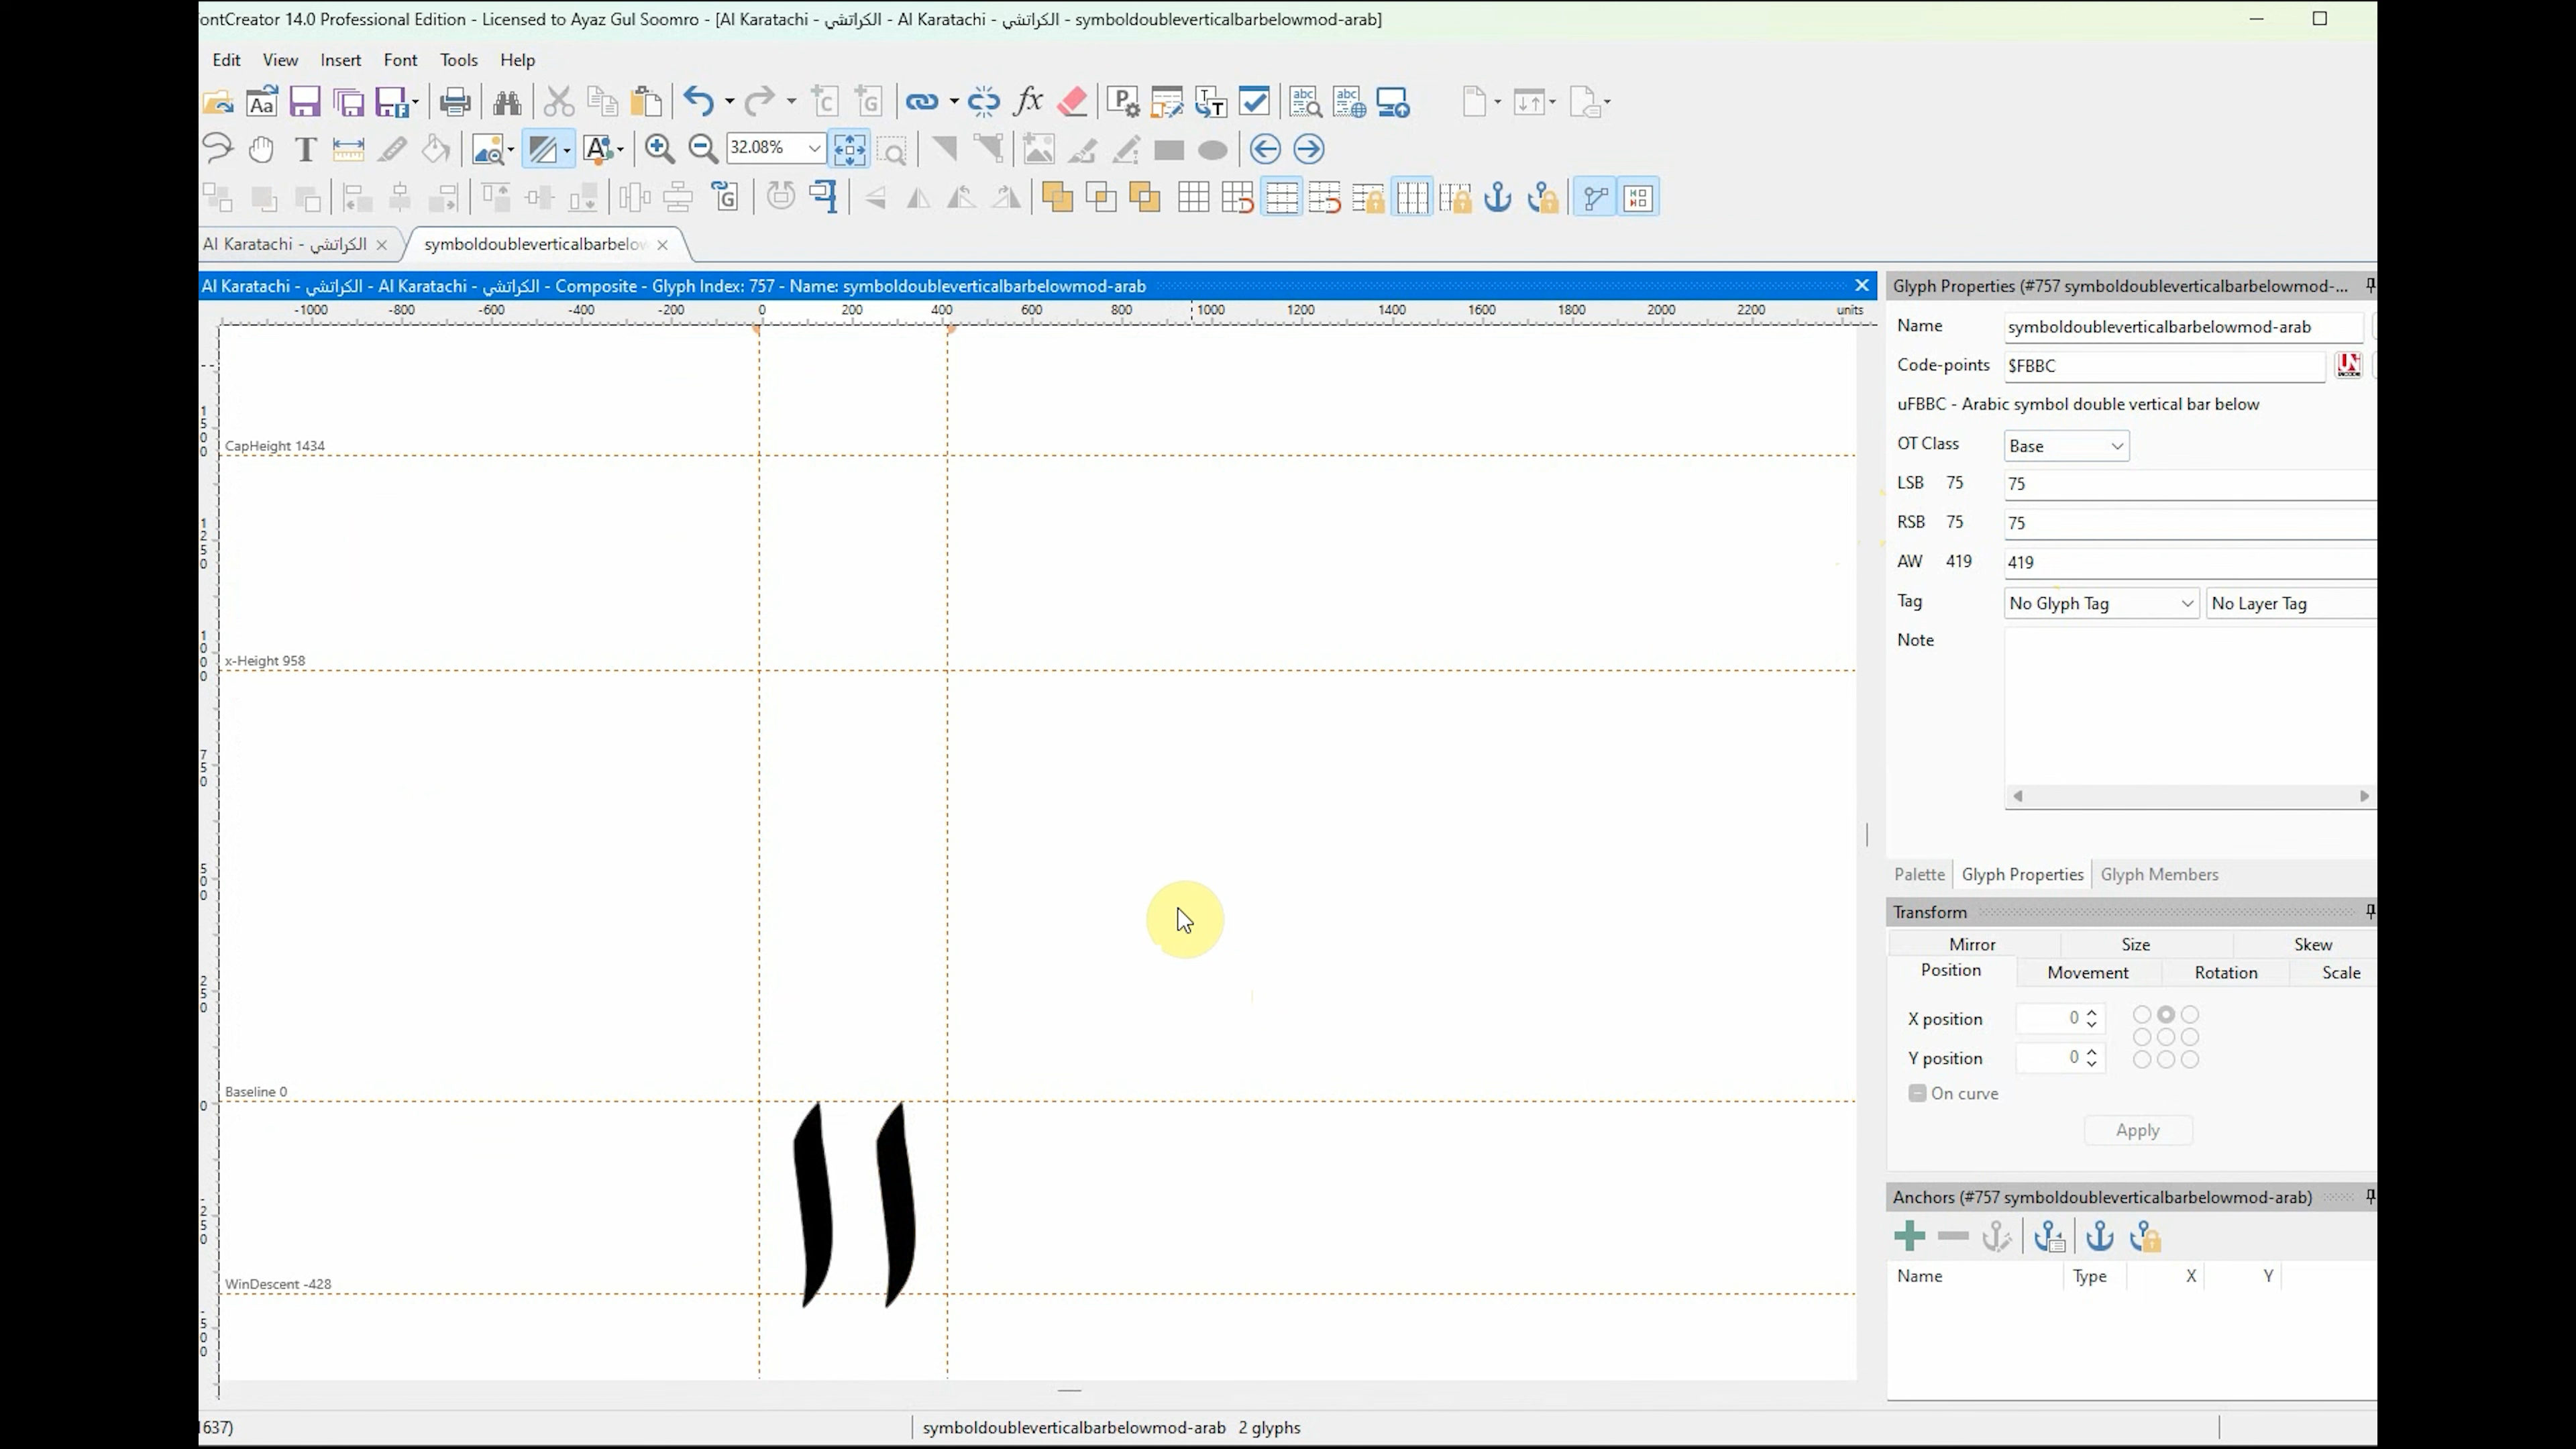 FontCreator 14.0 Professional Edition - Licensed to Ayaz Gul Soomro - [Al Karatachi - الكراتشي - Al Karatachi - الكراتشي - symboldoubleverticalbarbelowmod-arab]
Edit View Insert Font Tools Help
32.08%
Al Karatachi - الكراتشي
symboldoubleverticalbarbelow
Al Karatachi - الكراتشي - Al Karatachi - الكراتشي - Composite - Glyph Index: 757 - Name: symboldoubleverticalbarbelowmod-arab
-1000 -800 -600 -400 -200 0 200 400 600 800 1000 1200 1400 1600 1800 2000 2200 units
CapHeight 1434
x-Height 958
Baseline 0
WinDescent -428
Glyph Properties (#757 symboldoubleverticalbarbelowmod-...
Name symboldoubleverticalbarbelowmod-arab
Code-points $FBBC
uFBBC - Arabic symbol double vertical bar below
OT Class Base
LSB 75 75
RSB 75 75
AW 419 419
Tag No Glyph Tag No Layer Tag
Note
Palette Glyph Properties Glyph Members
Transform
Mirror Size Skew
Position Movement Rotation Scale
X position 0
Y position 0
On curve
Apply
Anchors (#757 symboldoubleverticalbarbelowmod-arab)
Name Type X Y
1637) symboldoubleverticalbarbelowmod-arab 2 glyphs